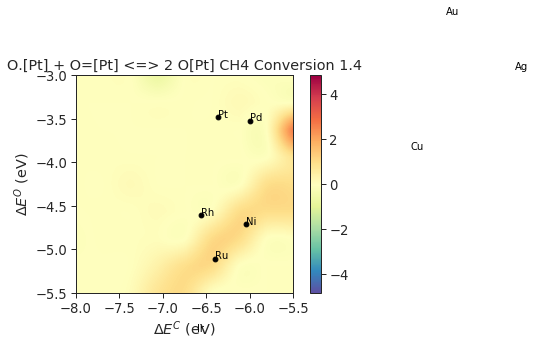 Au
Ag
O.[Pt] + O=[Pt] <=> 2 O[Pt] CH4 Conversion 1.4
−3.0
−3.5
−4.0
−4.5
−5.0
−5.5
ΔE^O (eV)
Pt
Pd
Rh
Ni
Ru
Cu
4
2
0
−2
−4
−8.0 −7.5 −7.0 −6.5 −6.0 −5.5
ΔE^C (eV)